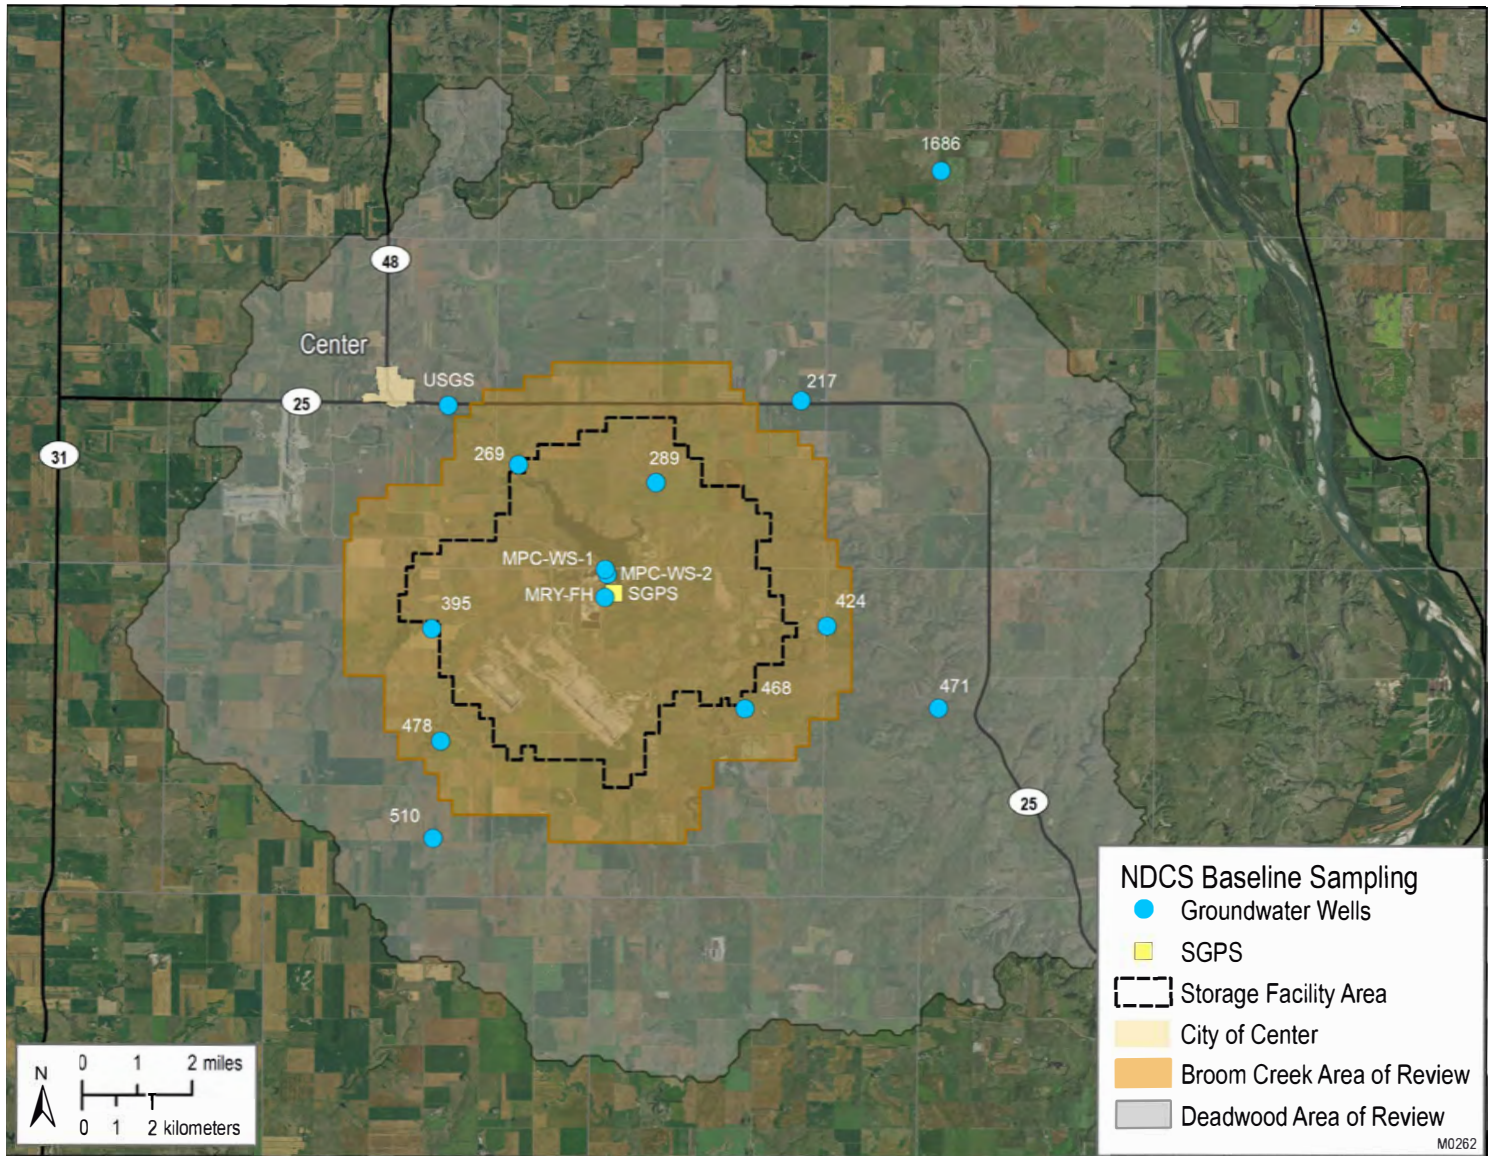 1686
48
Center
USGS
217
25
31
269
289
MPC-WS-1
MPC-WS-2
MRY-FH
SGPS
395
424
468
471
478
25
510
NDCS Baseline Sampling
Groundwater Wells
SGPS
Storage Facility Area
City of Center
Broom Creek Area of Review
Deadwood Area of Review
M0262
N
0 1 2 miles
0 1 2 kilometers